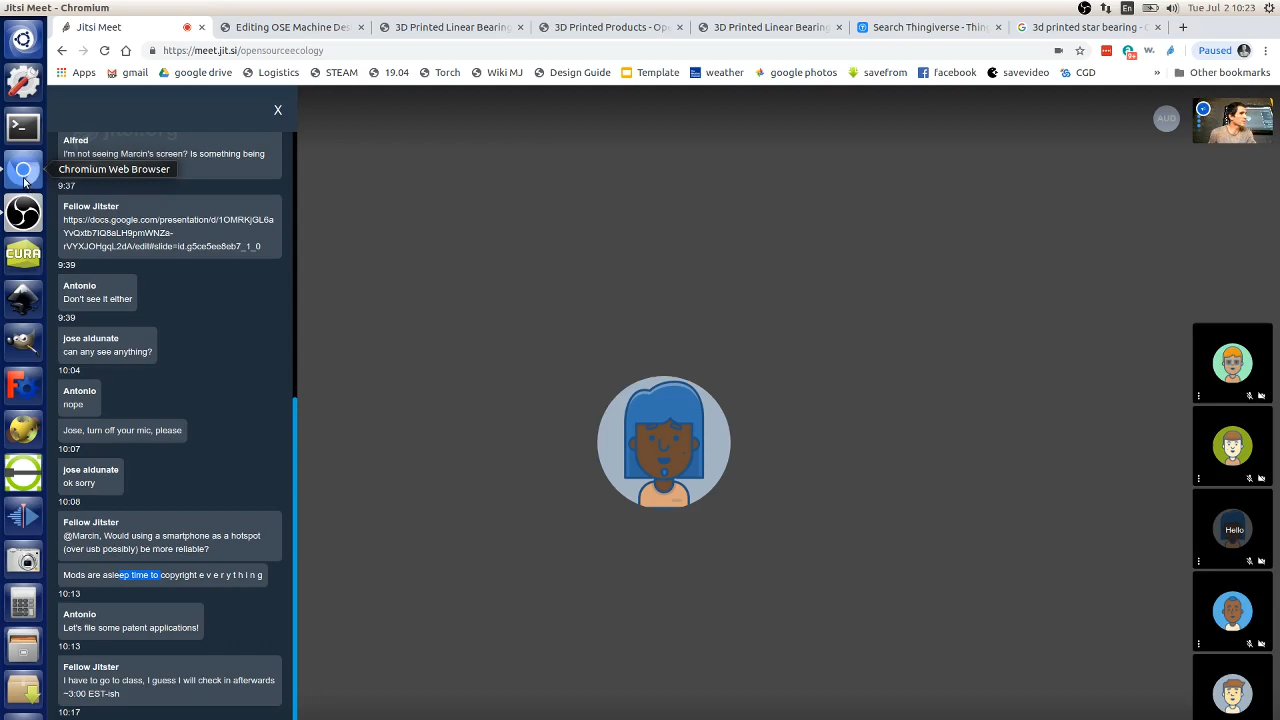 Jitsi Meet - Chromium
En
Tue Jul 2 10:23
Jitsi Meet
Editing OSE Machine Des
3D Printed Linear Bearing
3D Printed Products - Ope
3D Printed Linear Bearing
Search Thingiverse - Thing
3d printed star bearing - G
https://meet.jit.si/opensourceecology
W.
Paused
Apps
gmail
google drive
Logistics
STEAM
19.04
Torch
Wiki MJ
Design Guide
Template
weather
google photos
savefrom
facebook
savevideo
CGD
»
Other bookmarks
X
Alfred
I'm not seeing Marcin's screen? Is something being
Chromium Web Browser
9:37
Fellow Jitster
https://docs.google.com/presentation/d/1OMRKjGL6a
YvQxtb7IQ8aLH9pmWNZa-
rVYXJOHgqL2dA/edit#slide=id.g5ce5ee8eb7_1_0
9:39
Antonio
Don't see it either
9:39
jose aldunate
can any see anything?
10:04
Antonio
nope
Jose, turn off your mic, please
10:07
jose aldunate
ok sorry
10:08
Fellow Jitster
@Marcin, Would using a smartphone as a hotspot
(over usb possibly) be more reliable?
Mods are asleep time to copyright e v e r y t h i n g
10:13
Antonio
Let's file some patent applications!
10:13
Fellow Jitster
I have to go to class, I guess I will check in afterwards
~3:00 EST-ish
10:17
AUD
Hello
CURA